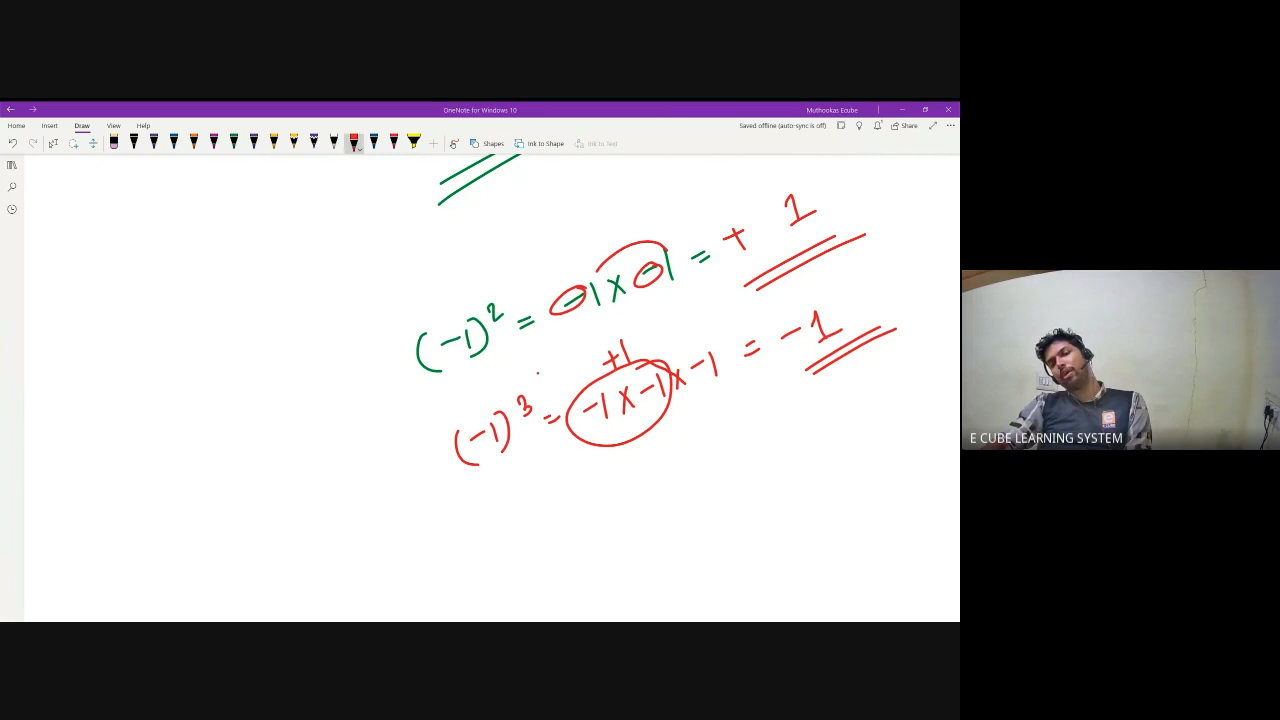 OneNote for Windows 10
Muthookas Ecube
Home Insert Draw View Help
Saved offline (auto-sync is off)
Share
Shapes Ink to Shape Ink to Text
(-1)² = -1 x -1 = + 1
+1
(-1)³ = -1 x -1 x -1 = -1
E CUBE LEARNING SYSTEM